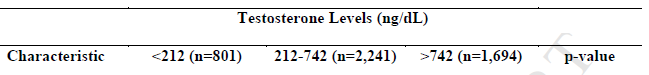 Testosterone Levels (ng/dL)
Characteristic <212 (n=801) 212-742 (n=2,241) >742 (n=1,694) p-value